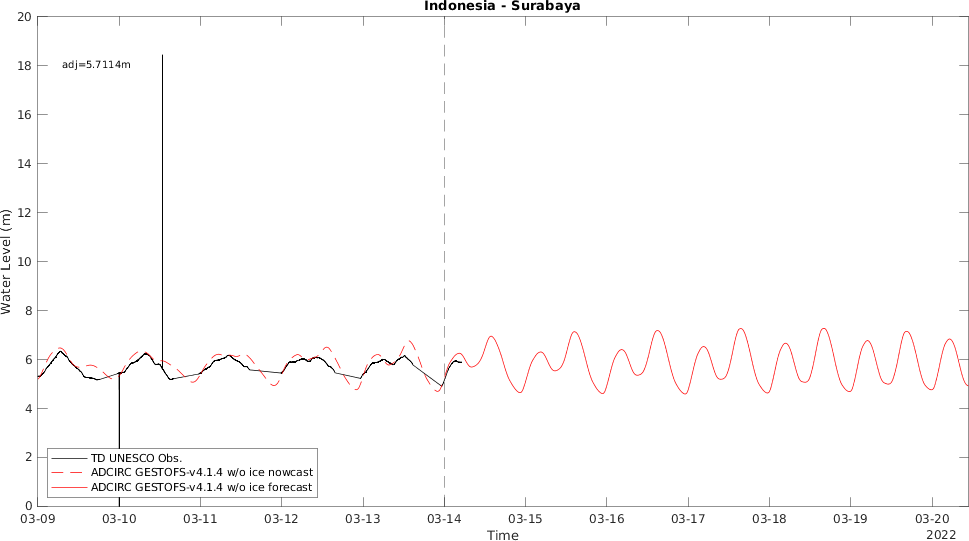 Indonesia - Surabaya
20
18
16
14
12
10
8
6
4
2
0
Water Level (m)
adj=5.7114m
TD UNESCO Obs.
ADCIRC GESTOFS-v4.1.4 w/o ice nowcast
ADCIRC GESTOFS-v4.1.4 w/o ice forecast
03-09 03-10 03-11 03-12 03-13 03-14 03-15 03-16 03-17 03-18 03-19 03-20
Time
2022